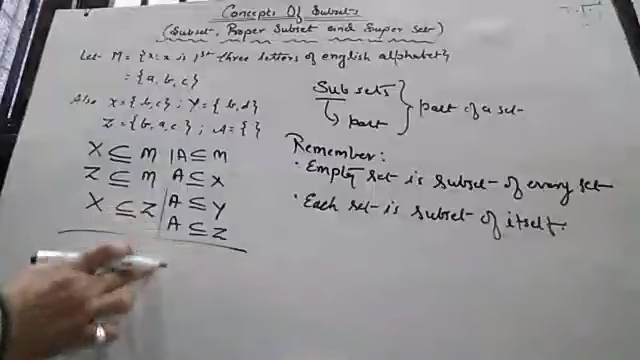 Concepts Of Subsets
(Subset, Proper Subset and Super set)
Let M = {x:x is 1st three letters of english alphabet}
= {a, b, c}
Also X = {b, c} ; Y = {b, d}
Z = {b, a, c} ; A = { }
X ⊆ M | A ⊆ M
Z ⊆ M | A ⊆ X
X ⊆ Z | A ⊆ Y
A ⊆ Z
Sub sets
↳ part
part of a set
Remember:
• Empty set is subset of every set
• Each set is subset of itself.